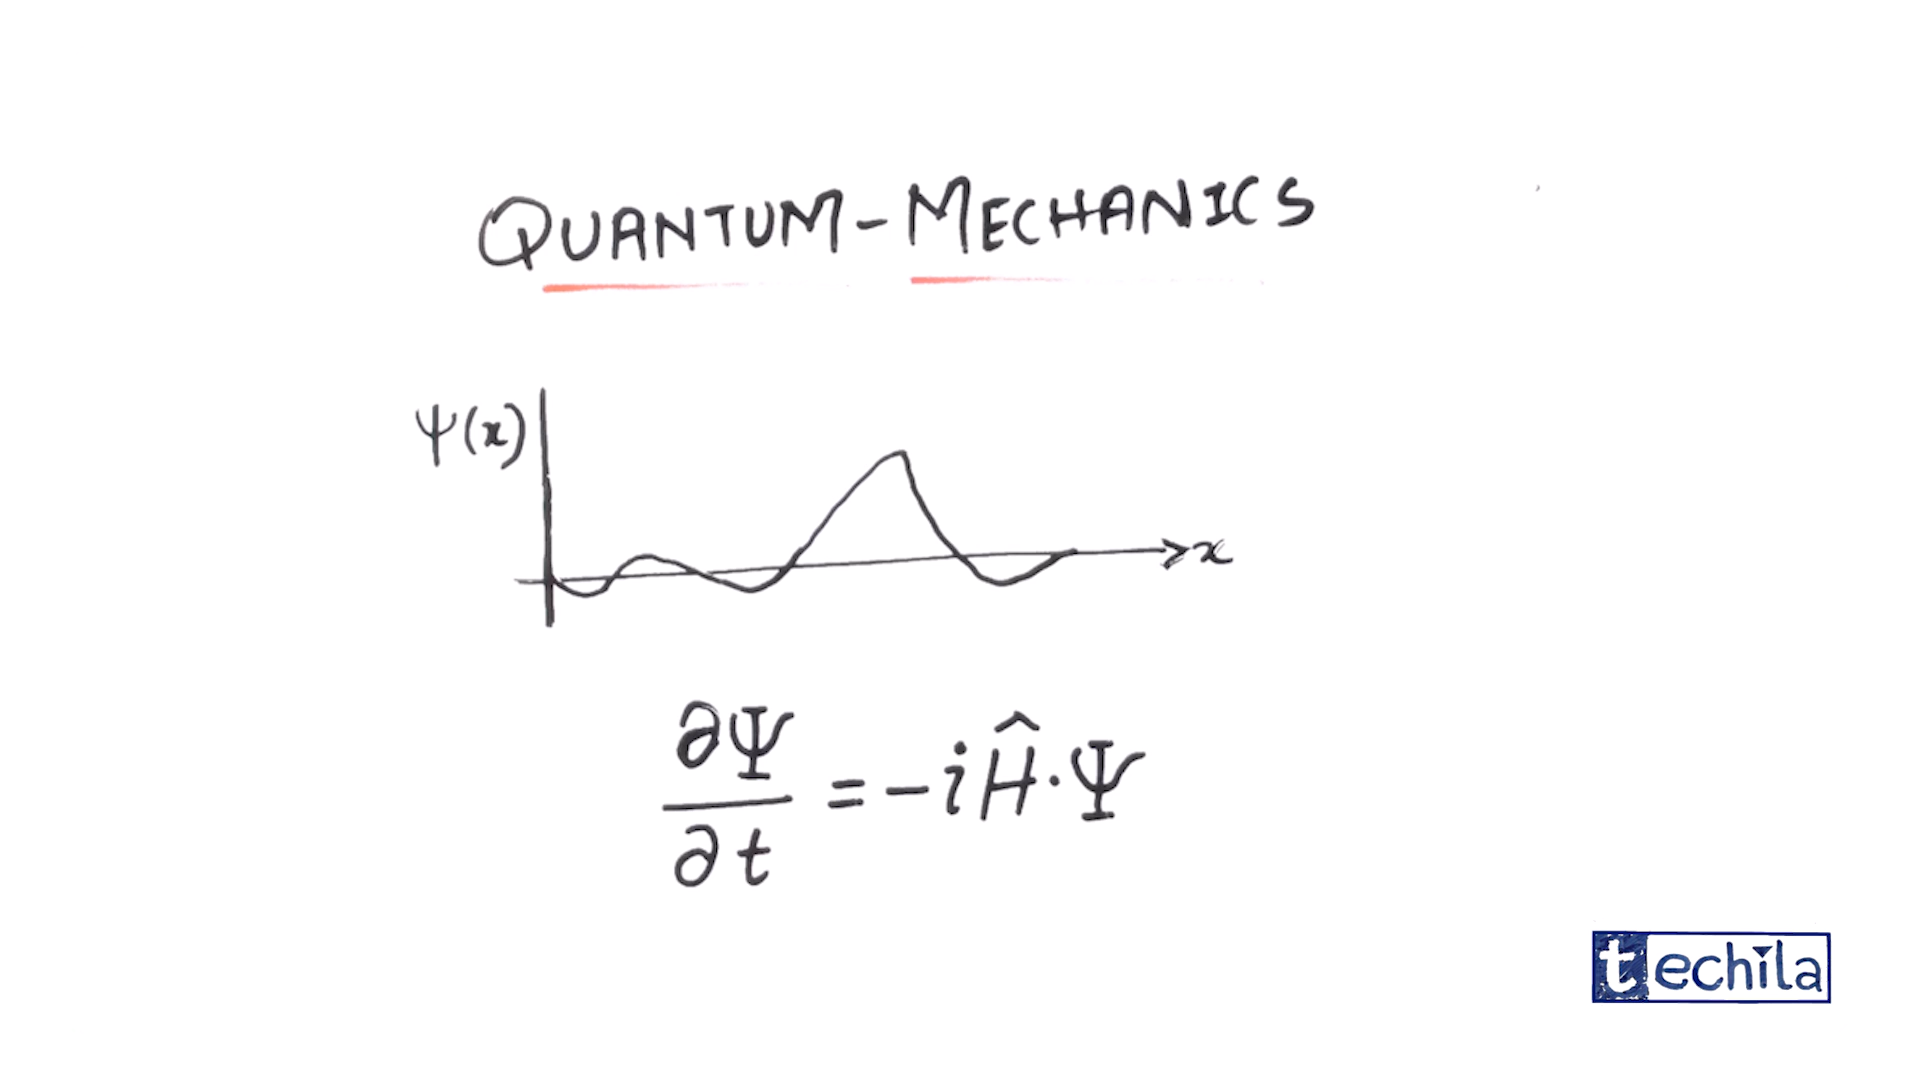 QUANTUM-MECHANICS
Ψ(x)
x
∂Ψ
∂t
= -iĤ·Ψ
techila